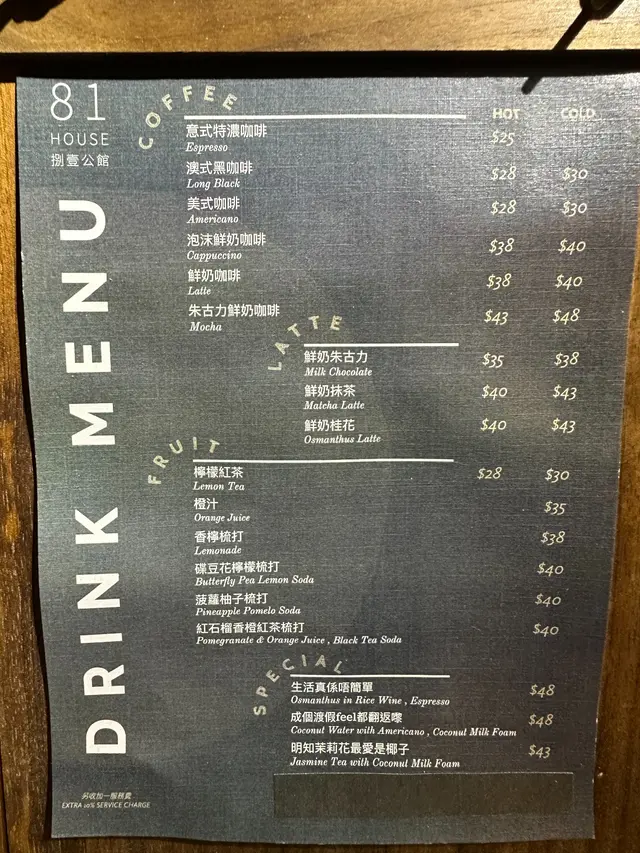 81
HOUSE
捌壹公館
DRINK MENU
COFFEE
HOT COLD
意式特濃咖啡 $25
Espresso
澳式黑咖啡 $28 $30
Long Black
美式咖啡 $28 $30
Americano
泡沫鮮奶咖啡 $38 $40
Cappuccino
鮮奶咖啡 $38 $40
Latte
朱古力鮮奶咖啡 $43 $48
Mocha
LATTE
鮮奶朱古力 $35 $38
Milk Chocolate
鮮奶抹茶 $40 $43
Matcha Latte
鮮奶桂花 $40 $43
Osmanthus Latte
FRUIT
檸檬紅茶 $28 $30
Lemon Tea
橙汁 $35
Orange Juice
香檸梳打 $38
Lemonade
碟豆花檸檬梳打 $40
Butterfly Pea Lemon Soda
菠蘿柚子梳打 $40
Pineapple Pomelo Soda
紅石榴香橙紅茶梳打 $40
Pomegranate & Orange Juice , Black Tea Soda
SPECIAL
生活真係唔簡單 $48
Osmanthus in Rice Wine , Espresso
成個渡假feel都翻返嚟 $48
Coconut Water with Americano , Coconut Milk Foam
明知茉莉花最愛是椰子 $43
Jasmine Tea with Coconut Milk Foam
另收加一服務費
EXTRA 10% SERVICE CHARGE